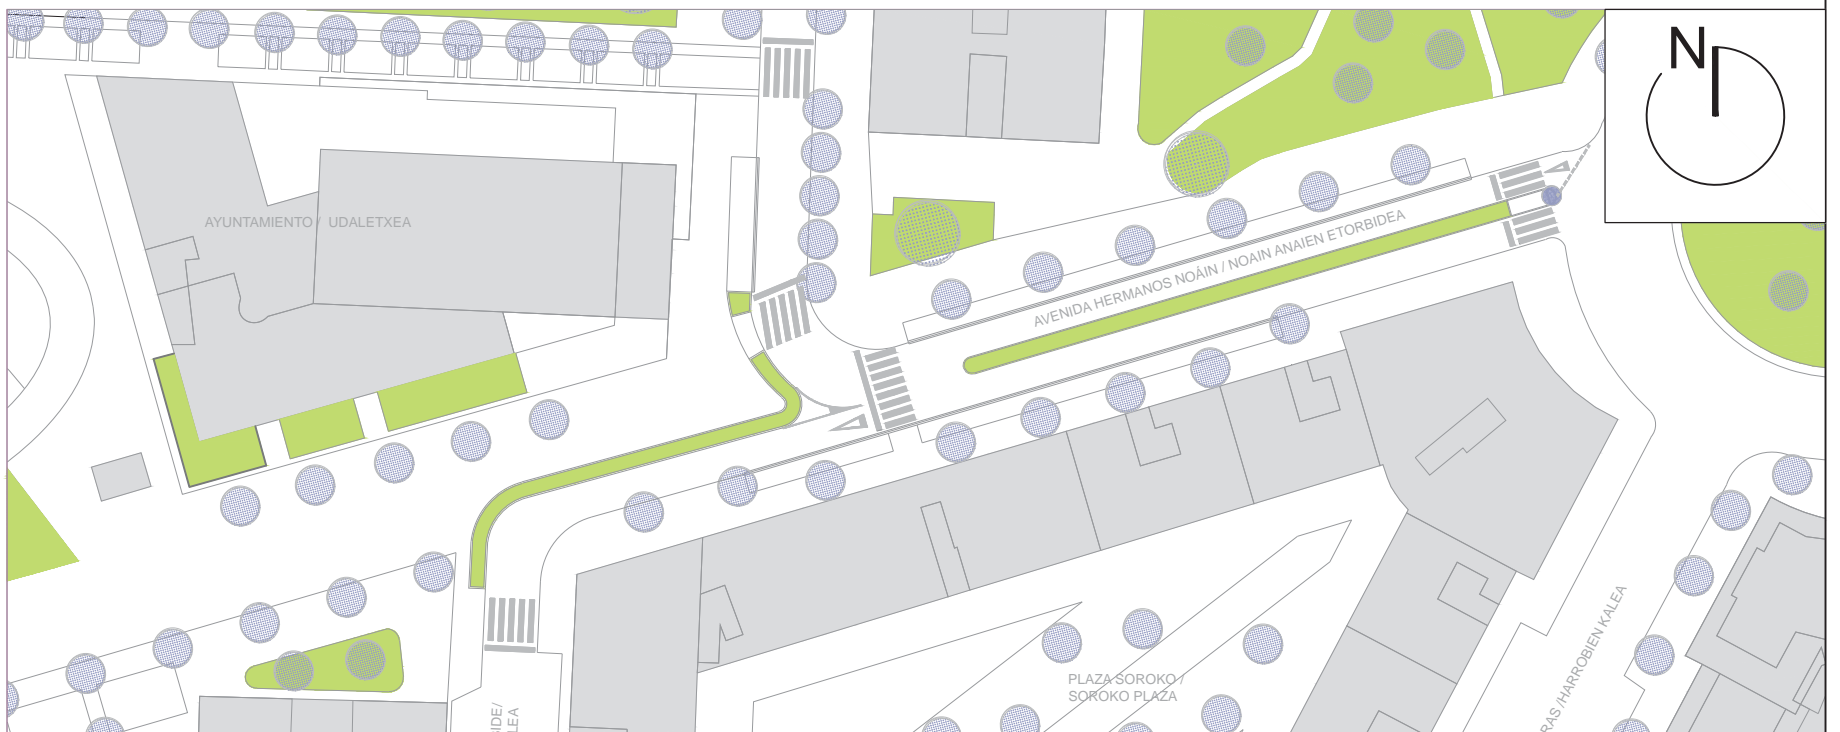 N
AYUNTAMIENTO / UDALETXEA
AVENIDA HERMANOS NOÁIN / NOAIN ANAIEN ETORBIDEA
PLAZA SOROKO /
SOROKO PLAZA
RAS /HARROBIEN KALEA
IDE/
LEA